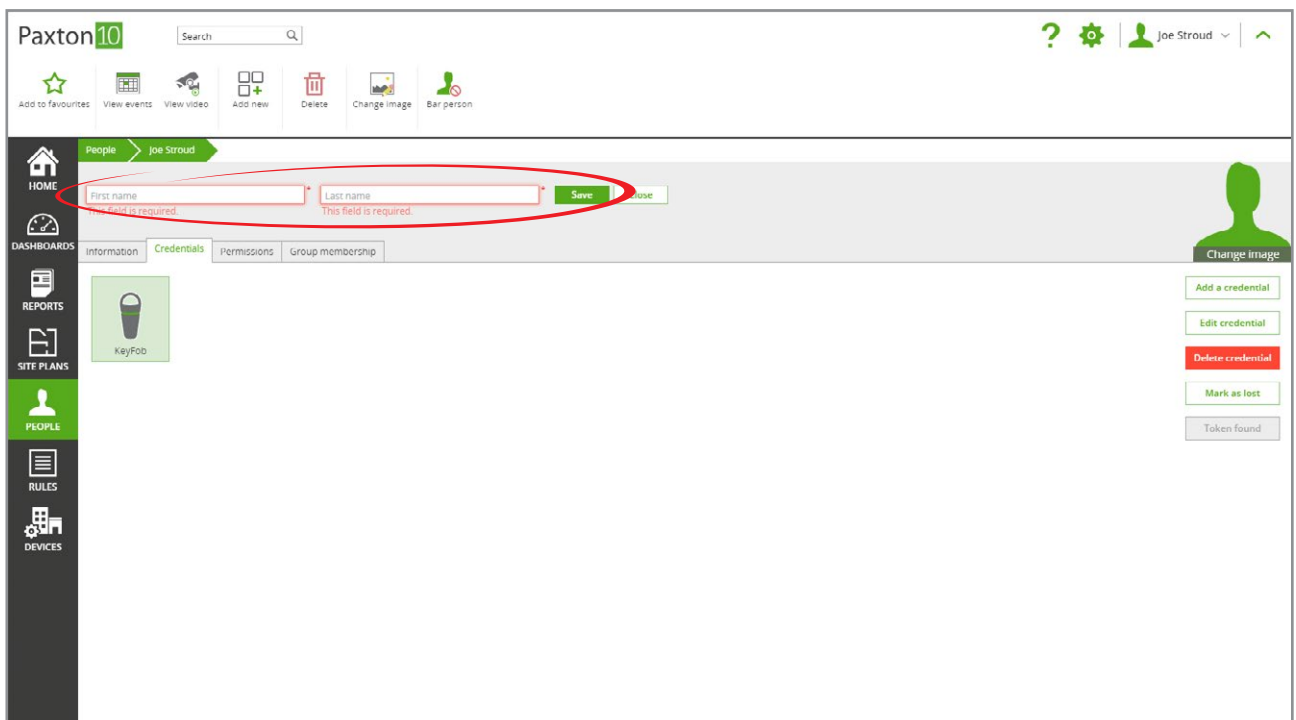 Paxton10
Search
Joe Stroud
Add to favourites
View events
View video
Add new
Delete
Change image
Bar person
People
Joe Stroud
HOME
First name
*
Last name
*
Save
Close
This field is required.
This field is required.
DASHBOARDS
Information
Credentials
Permissions
Group membership
Change image
KeyFob
Add a credential
Edit credential
Delete credential
Mark as lost
Token found
REPORTS
SITE PLANS
PEOPLE
RULES
DEVICES